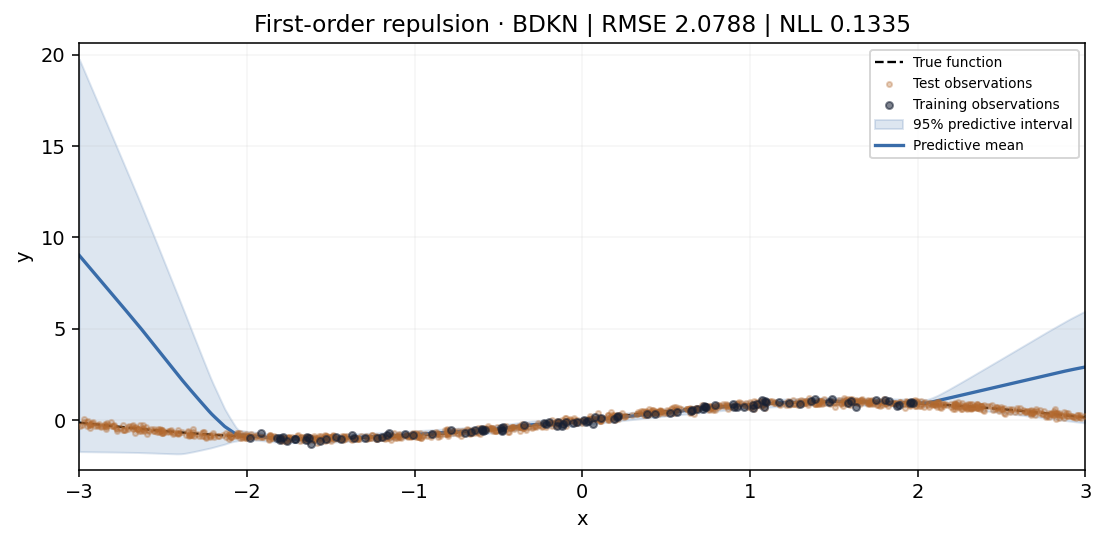 First-order repulsion · BDKN | RMSE 2.0788 | NLL 0.1335
True function
Test observations
Training observations
95% predictive interval
Predictive mean
y
20
15
10
5
0
−3
−2
−1
0
1
2
3
x